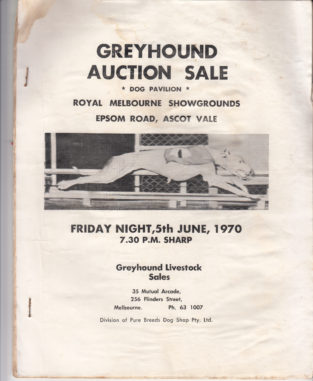 GREYHOUND
AUCTION SALE
* DOG PAVILION *
ROYAL MELBOURNE SHOWGROUNDS
EPSOM ROAD, ASCOT VALE
FRIDAY NIGHT,5th JUNE, 1970
7.30 P.M. SHARP
Greyhound Livestock
Sales
35 Mutual Arcade,
256 Flinders Street,
Melbourne. Ph. 63 1007
Division of Pure Breeds Dog Shop Pty. Ltd.